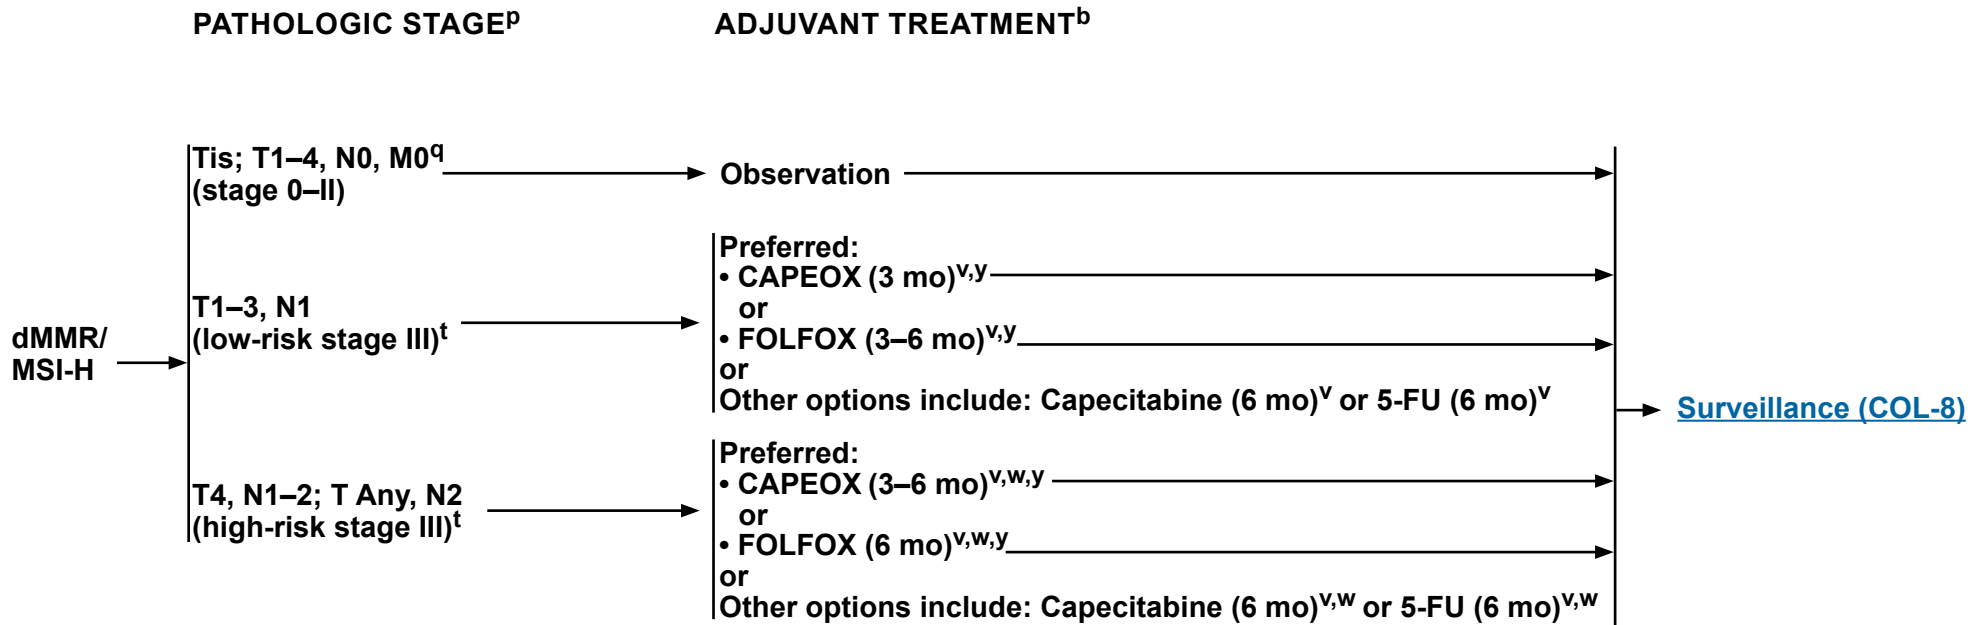 PATHOLOGIC STAGEᵖ
ADJUVANT TREATMENTᵇ
dMMR/
MSI-H
Tis; T1–4, N0, M0^q
(stage 0–II)
Observation
T1–3, N1
(low-risk stage III)ᵗ
Preferred:
• CAPEOX (3 mo)ᵛ,ʸ
or
• FOLFOX (3–6 mo)ᵛ,ʸ
or
Other options include: Capecitabine (6 mo)ᵛ or 5-FU (6 mo)ᵛ
T4, N1–2; T Any, N2
(high-risk stage III)ᵗ
Preferred:
• CAPEOX (3–6 mo)ᵛ,ʷ,ʸ
or
• FOLFOX (6 mo)ᵛ,ʷ,ʸ
or
Other options include: Capecitabine (6 mo)ᵛ,ʷ or 5-FU (6 mo)ᵛ,ʷ
Surveillance (COL-8)